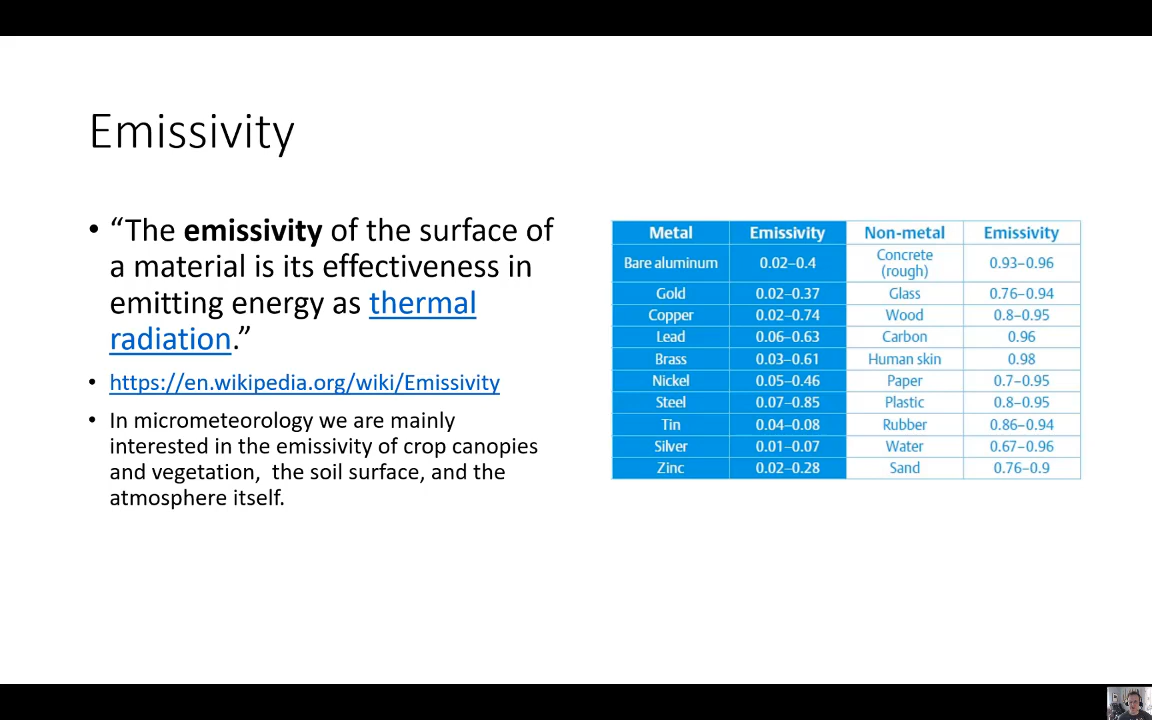 Emissivity
• “The emissivity of the surface of
a material is its effectiveness in
emitting energy as thermal
radiation.”
• https://en.wikipedia.org/wiki/Emissivity
• In micrometeorology we are mainly
interested in the emissivity of crop canopies
and vegetation, the soil surface, and the
atmosphere itself.
Metal Emissivity Non-metal Emissivity
Bare aluminum 0.02–0.4 Concrete (rough) 0.93–0.96
Gold 0.02–0.37 Glass 0.76–0.94
Copper 0.02–0.74 Wood 0.8–0.95
Lead 0.06–0.63 Carbon 0.96
Brass 0.03–0.61 Human skin 0.98
Nickel 0.05–0.46 Paper 0.7–0.95
Steel 0.07–0.85 Plastic 0.8–0.95
Tin 0.04–0.08 Rubber 0.86–0.94
Silver 0.01–0.07 Water 0.67–0.96
Zinc 0.02–0.28 Sand 0.76–0.9